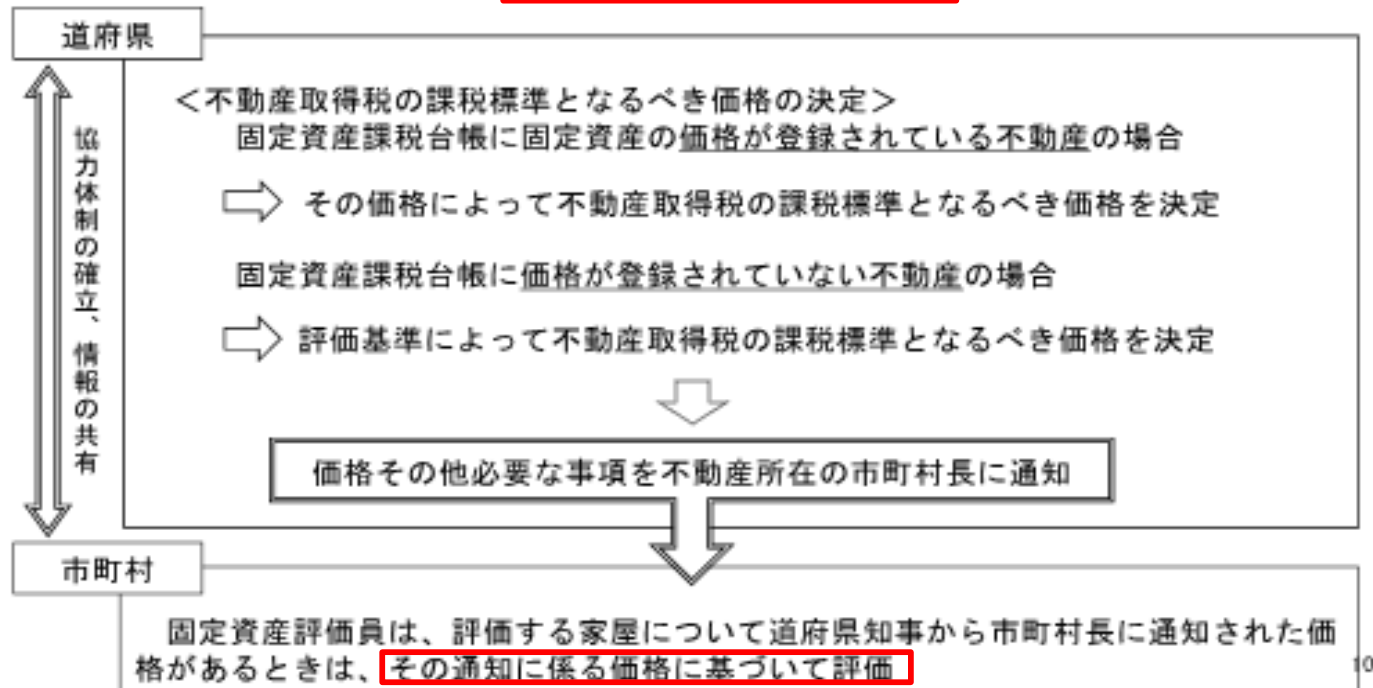 道府県
＜不動産取得税の課税標準となるべき価格の決定＞
固定資産課税台帳に固定資産の価格が登録されている不動産の場合
その価格によって不動産取得税の課税標準となるべき価格を決定
固定資産課税台帳に価格が登録されていない不動産の場合
評価基準によって不動産取得税の課税標準となるべき価格を決定
価格その他必要な事項を不動産所在の市町村長に通知
協力体制の確立、情報の共有
市町村
固定資産評価員は、評価する家屋について道府県知事から市町村長に通知された価
格があるときは、その通知に係る価格に基づいて評価
10